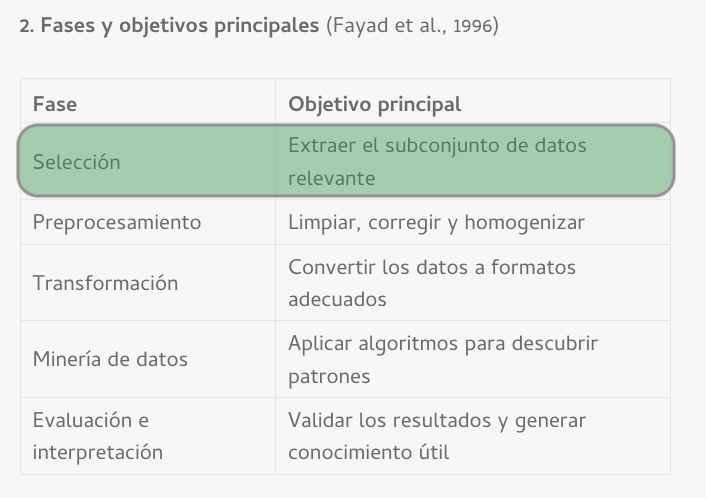 2. Fases y objetivos principales (Fayad et al., 1996)
Fase
Objetivo principal
Selección
Extraer el subconjunto de datos
relevante
Preprocesamiento
Limpiar, corregir y homogenizar
Transformación
Convertir los datos a formatos
adecuados
Minería de datos
Aplicar algoritmos para descubrir
patrones
Evaluación e
interpretación
Validar los resultados y generar
conocimiento útil